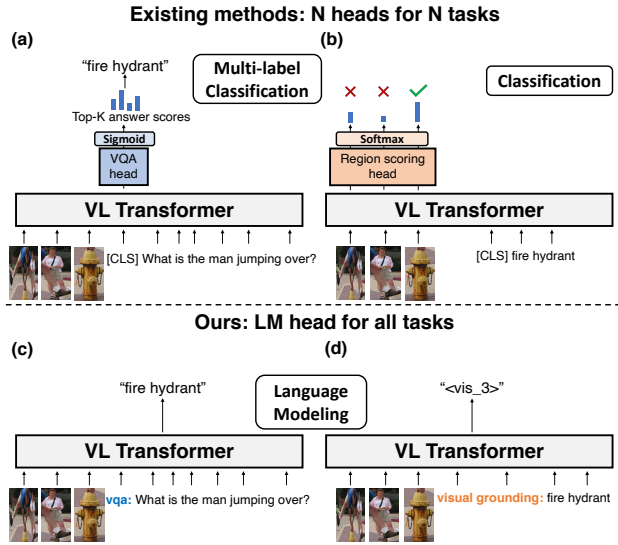 Existing methods: N heads for N tasks
(a)
"fire hydrant"
Multi-label
Classification
Top-K answer scores
Sigmoid
VQA
head
VL Transformer
[CLS] What is the man jumping over?
(b)
Classification
Softmax
Region scoring
head
VL Transformer
[CLS] fire hydrant
Ours: LM head for all tasks
(c)
"fire hydrant"
Language
Modeling
VL Transformer
vqa: What is the man jumping over?
(d)
"<vis_3>"
VL Transformer
visual grounding: fire hydrant